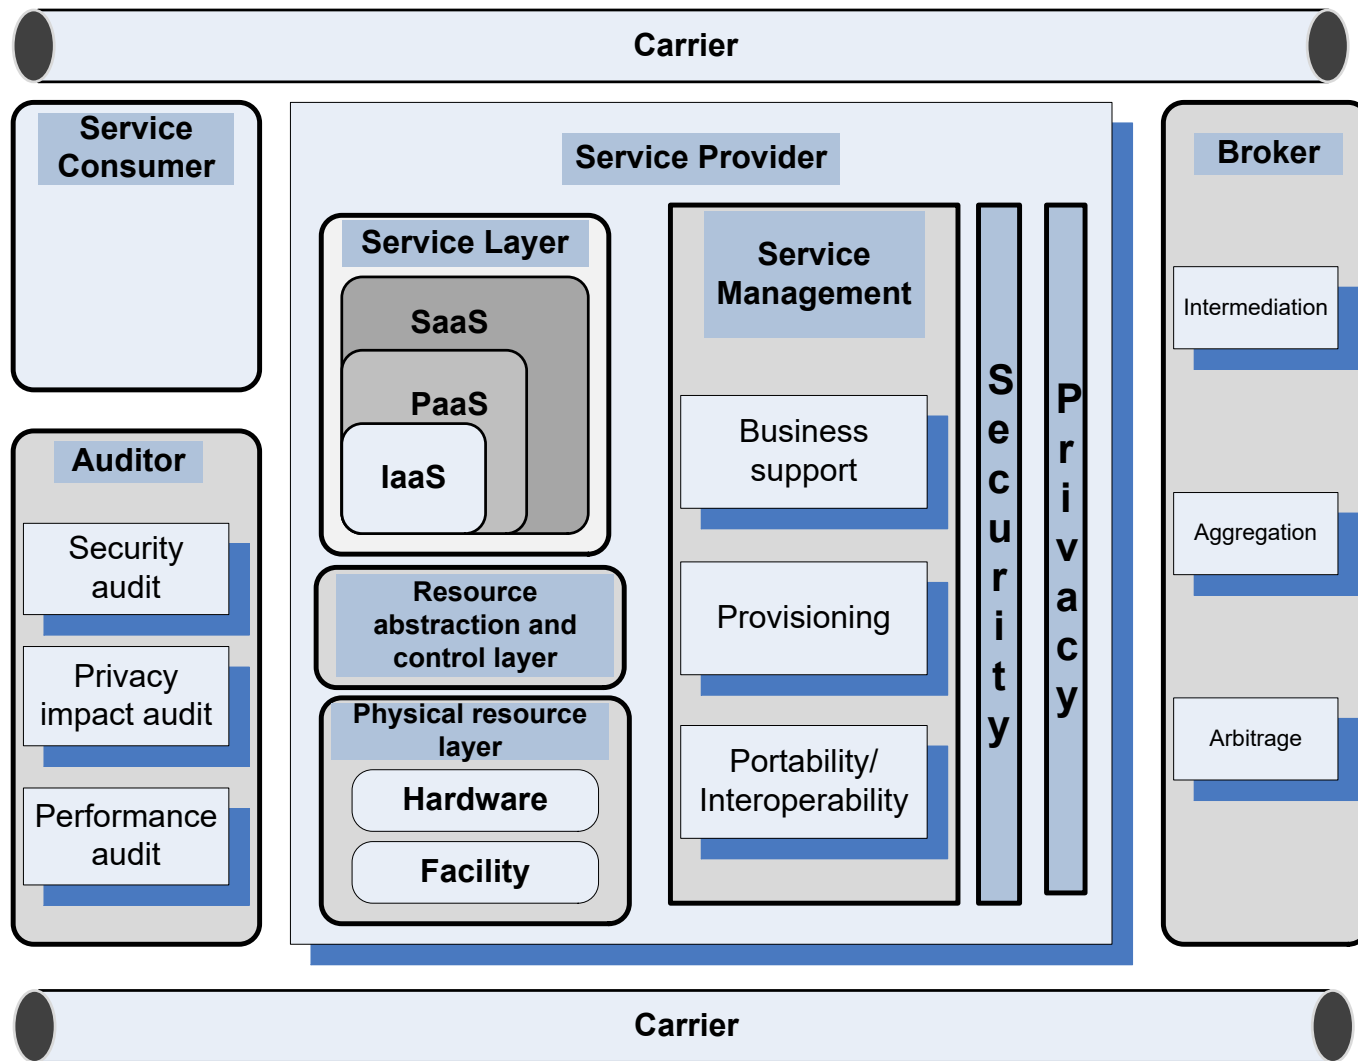 Carrier
Service
Consumer
Auditor
Security
audit
Privacy
impact audit
Performance
audit
Service Provider
Service Layer
SaaS
PaaS
IaaS
Resource
abstraction and
control layer
Physical resource
layer
Hardware
Facility
Service
Management
Business
support
Provisioning
Portability/
Interoperability
Security
Privacy
Broker
Intermediation
Aggregation
Arbitrage
Carrier